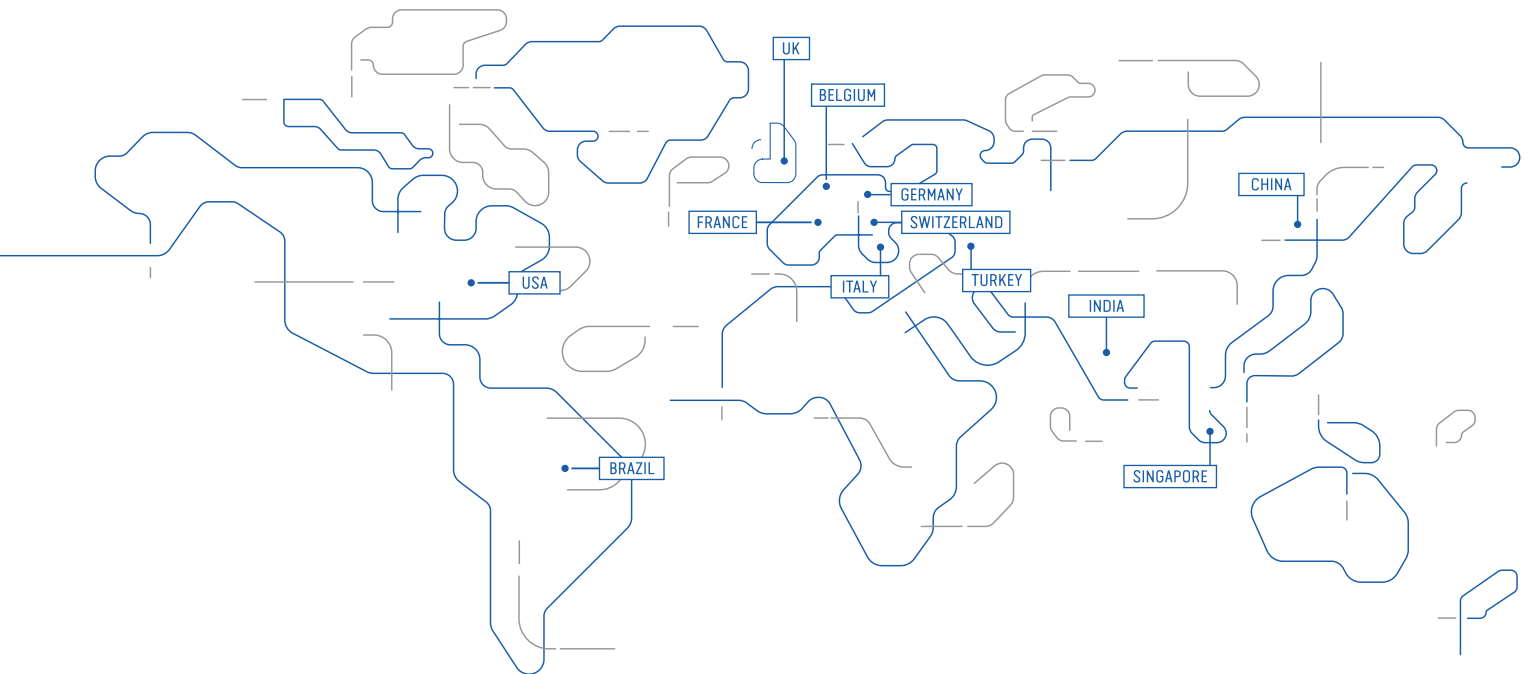 UK
BELGIUM
CHINA
GERMANY
FRANCE
SWITZERLAND
USA
ITALY
TURKEY
INDIA
BRAZIL
SINGAPORE